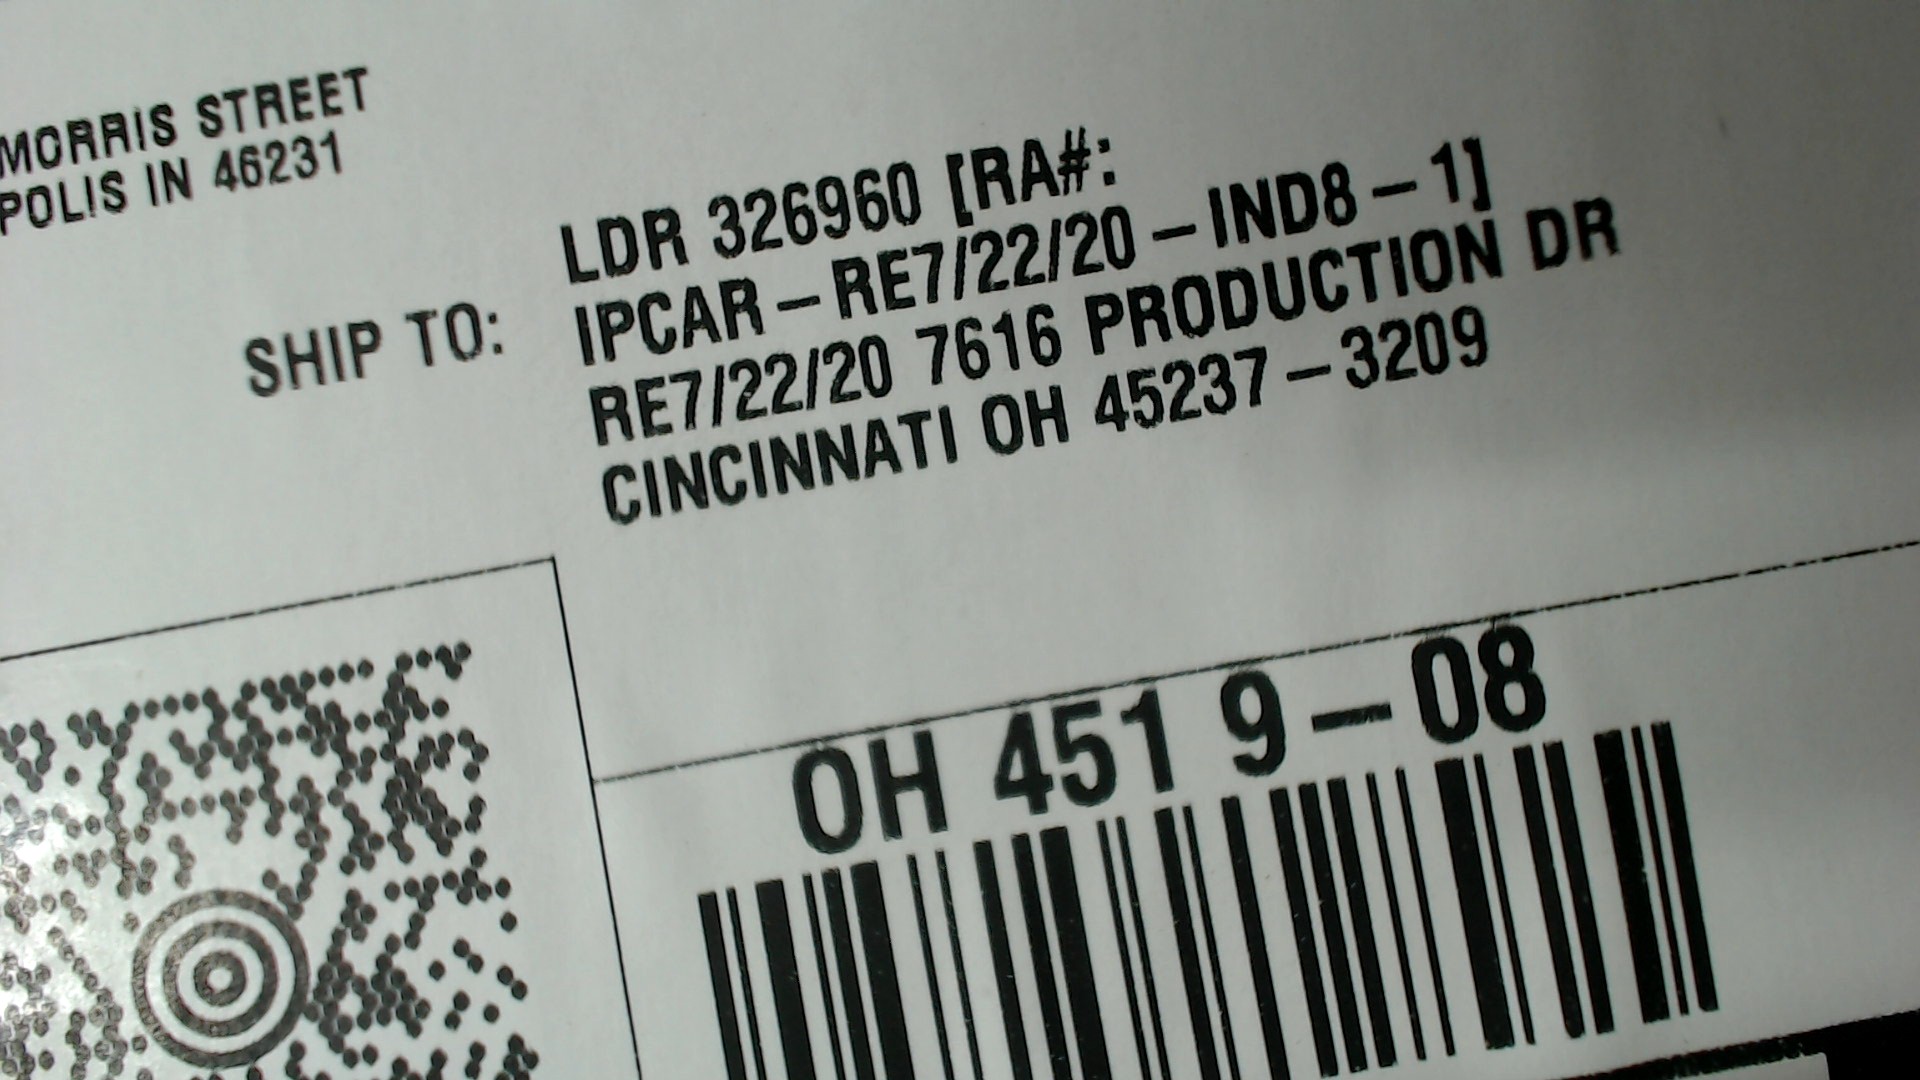 MORRIS STREET
POLIS IN 46231
SHIP TO:
LDR 326960 [RA#:
IPCAR-RE7/22/20-IND8-1]
RE7/22/20 7616 PRODUCTION DR
CINCINNATI OH 45237-3209
OH 451 9-08